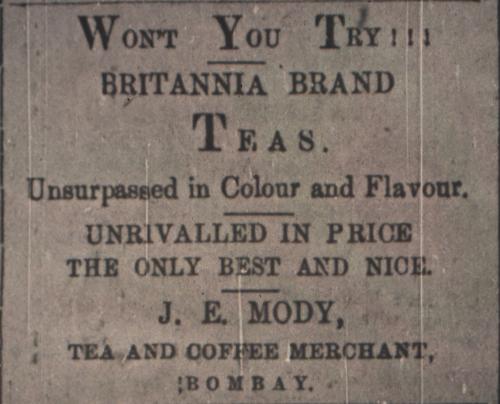 WON'T YOU TRY!!!
BRITANNIA BRAND
TEAS.
Unsurpassed in Colour and Flavour.
UNRIVALLED IN PRICE
THE ONLY BEST AND NICE.
J. E. MODY,
TEA AND COFFEE MERCHANT,
BOMBAY.